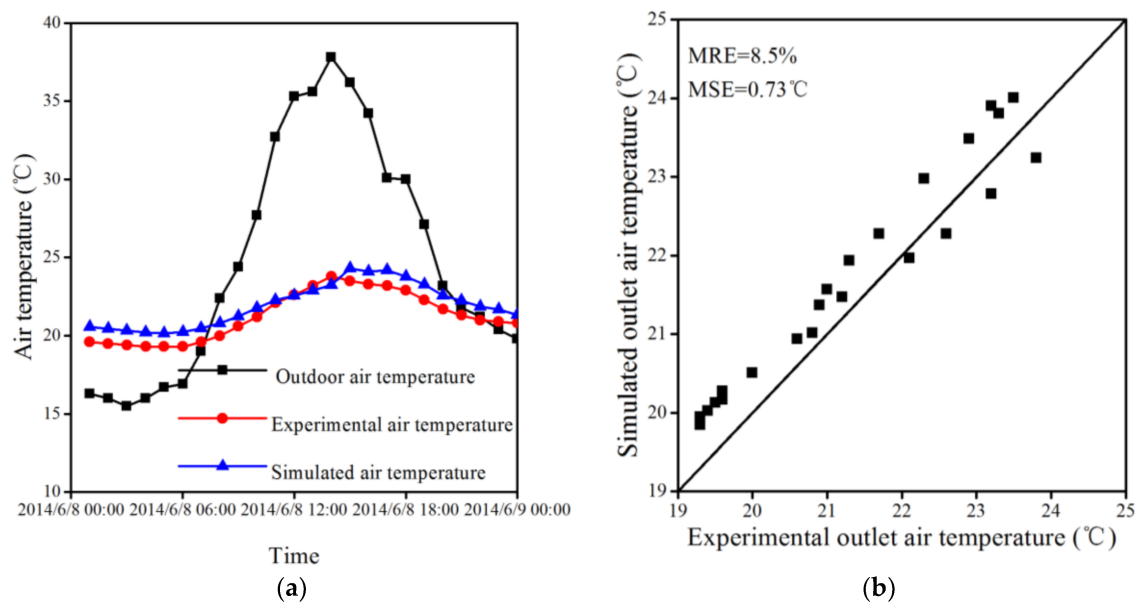 40
35
30
25
20
15
10
Air temperature (℃)
Outdoor air temperature
Experimental air temperature
Simulated air temperature
2014/6/8 00:00 2014/6/8 06:00 2014/6/8 12:00 2014/6/8 18:00 2014/6/9 00:00
Time
(a)
25
24
23
22
21
20
19
Simulated outlet air temperature (℃)
MRE=8.5%
MSE=0.73℃
19 20 21 22 23 24 25
Experimental outlet air temperature (℃)
(b)